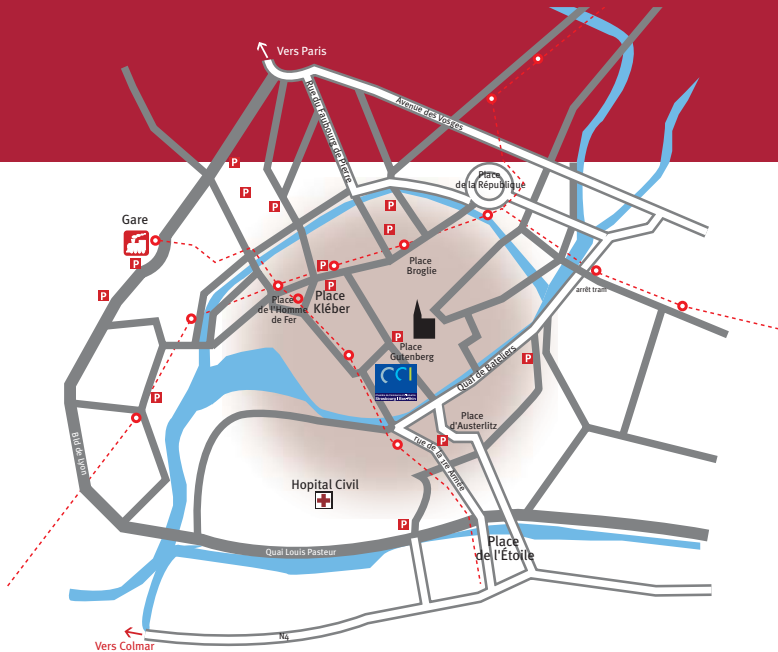 Vers Paris
Avenue des Vosges
Rue du Faubourg de Pierre
P
Place
de la République
P
P
P
P
Gare
P
P
Place
Broglie
P
P
P
arrêt tram
Place
de l'Homme
de Fer
Place
Kléber
P
Place
Gutenberg
P
CCI
Quai de Bateliers
P
Place
d'Austerlitz
Bld de Lyon
P
rue de la 1re Armée
Hopital Civil
P
Place
de l'Étoile
Quai Louis Pasteur
N4
Vers Colmar